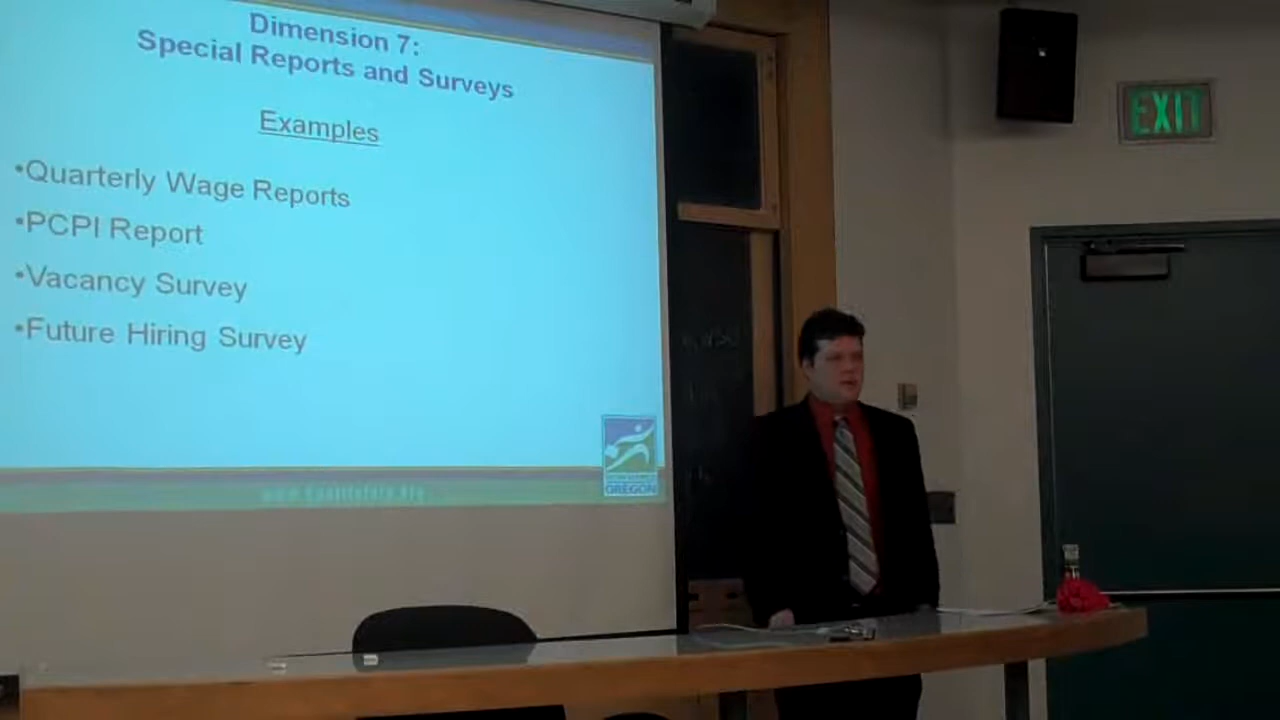 Dimension 7:
Special Reports and Surveys
Examples
•Quarterly Wage Reports
•PCPI Report
•Vacancy Survey
•Future Hiring Survey
OREGON
EXIT